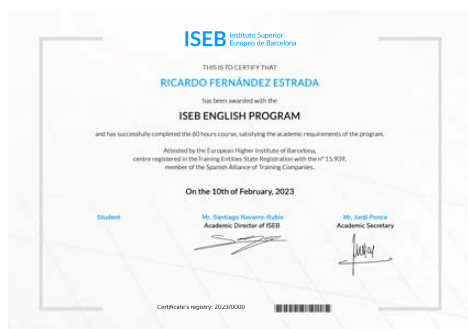 ISEB Instituto Superior
Europeo de Barcelona
THIS IS TO CERTIFY THAT
RICARDO FERNÁNDEZ ESTRADA
has been awarded with the
ISEB ENGLISH PROGRAM
and has successfully completed the 60 hours course, satisfying the academic requirements of the program.
Attested by the European Higher Institute of Barcelona,
centre registered in the Training Entities State Registration with the nº 15.939,
member of the Spanish Alliance of Training Companies.
On the 10th of February, 2023
Student
Mr. Santiago Navarro-Rubio
Mr. Jordi Ponce
Academic Director of ISEB
Academic Secretary
Certificate's registry: 2023/0000